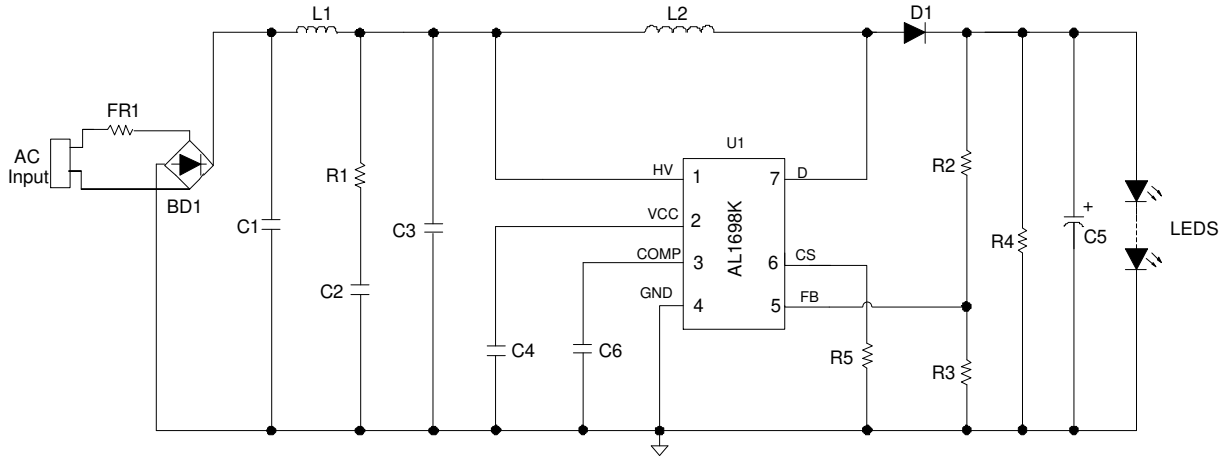 L1
L2
D1
FR1
AC
Input
BD1
C1
R1
C2
C3
U1
HV
1
7
D
VCC
2
COMP
3
6
CS
GND
4
5
FB
AL1698K
C4
C6
R5
R2
R3
R4
+
C5
LEDS